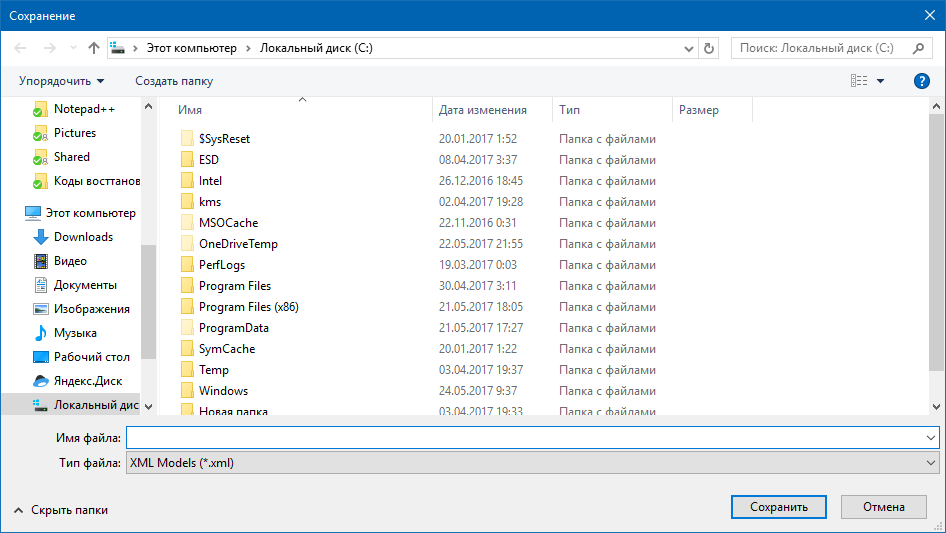 Сохранение
Этот компьютер > Локальный диск (C:)
Поиск: Локальный диск (C:)
Упорядочить
Создать папку
?
Notepad++
Pictures
Shared
Коды восттанов
Этот компьютер
Downloads
Видео
Документы
Изображения
Музыка
Рабочий стол
Яндекс.Диск
Локальный дис
Имя Дата изменения Тип Размер
$SysReset 20.01.2017 1:52 Папка с файлами
ESD 08.04.2017 3:37 Папка с файлами
Intel 26.12.2016 18:45 Папка с файлами
kms 02.04.2017 19:28 Папка с файлами
MSOCache 22.11.2016 0:31 Папка с файлами
OneDriveTemp 22.05.2017 21:55 Папка с файлами
PerfLogs 19.03.2017 0:03 Папка с файлами
Program Files 30.04.2017 3:11 Папка с файлами
Program Files (x86) 21.05.2017 18:05 Папка с файлами
ProgramData 21.05.2017 17:27 Папка с файлами
SymCache 20.01.2017 1:22 Папка с файлами
Temp 03.04.2017 19:37 Папка с файлами
Windows 24.05.2017 9:37 Папка с файлами
Новая папка 03.04.2017 19:33 Папка с файлами
Имя файла:
Тип файла: XML Models (*.xml)
Скрыть папки
Сохранить
Отмена